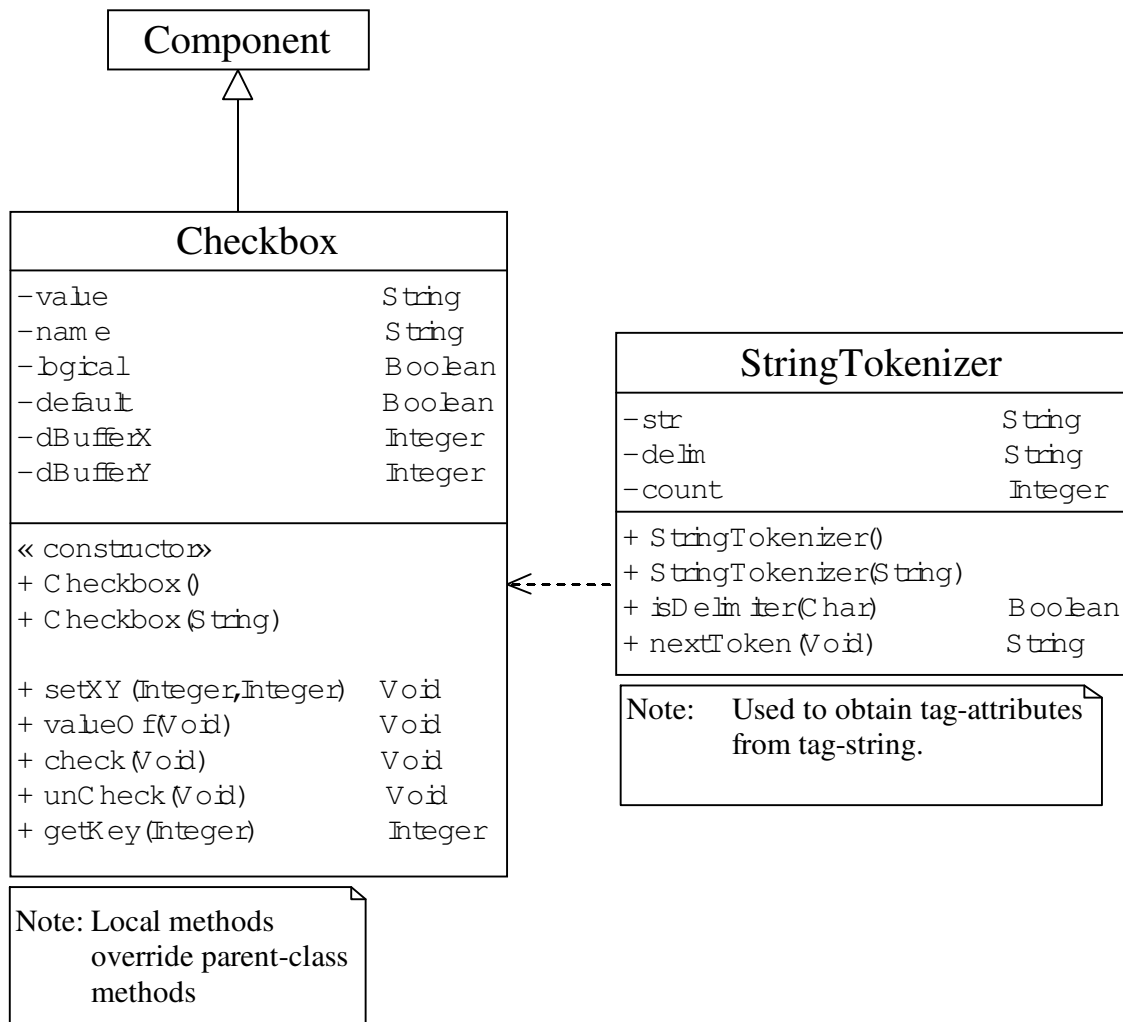 Component
Checkbox
-value String
-name String
-logical Boolean
-default Boolean
-dBufferX Integer
-dBufferY Integer
«constructor»
+ Checkbox()
+ Checkbox(String)
+ setXY(Integer,Integer) Void
+ valueOf(Void) Void
+ check(Void) Void
+ unCheck(Void) Void
+ getKey(Integer) Integer
Note: Local methods
override parent-class
methods
StringTokenizer
-str String
-delim String
-count Integer
+ StringTokenizer()
+ StringTokenizer(String)
+ isDelimiter(Char) Boolean
+ nextToken(Void) String
Note: Used to obtain tag-attributes
from tag-string.